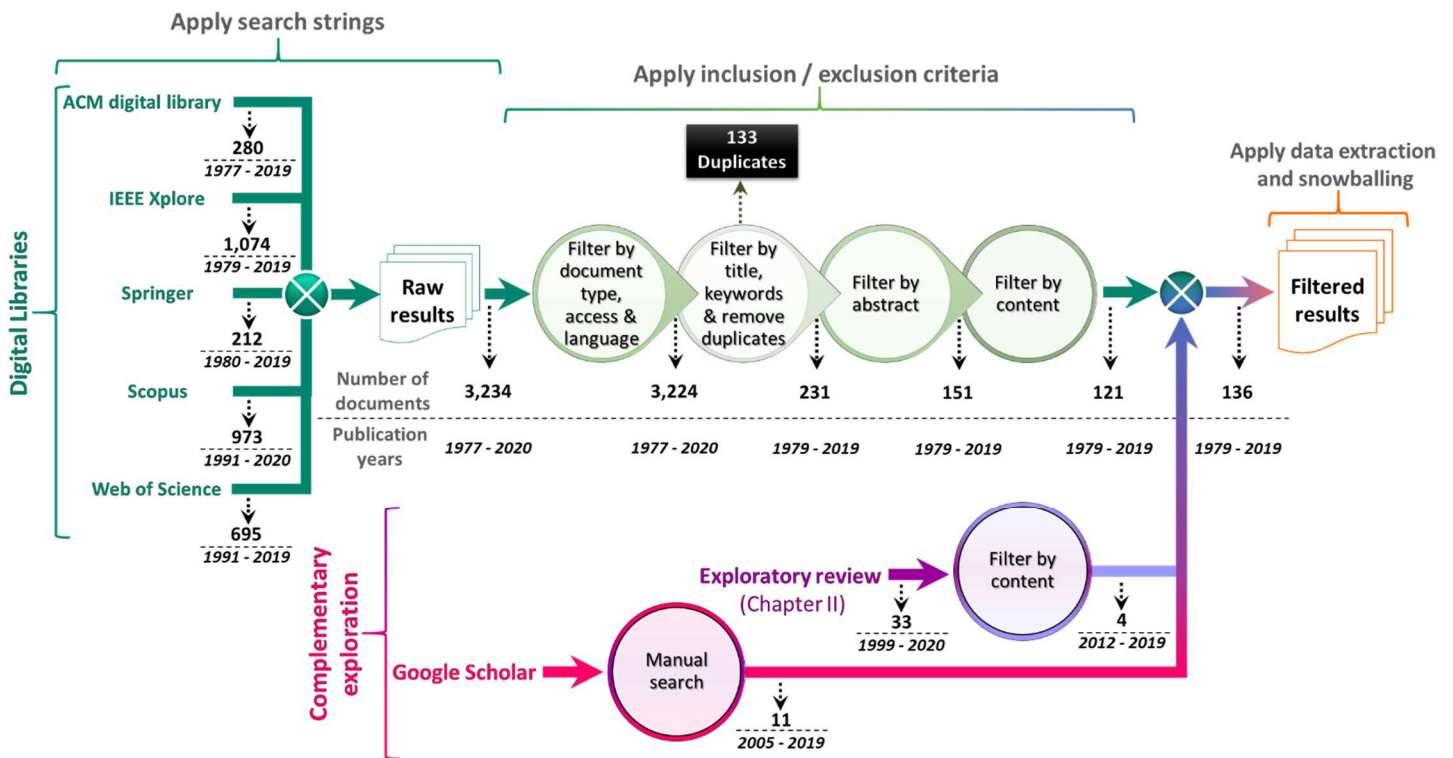 Apply search strings
Digital Libraries
ACM digital library
280
1977 - 2019
IEEE Xplore
1,074
1979 - 2019
Springer
212
1980 - 2019
Scopus
973
1991 - 2020
Web of Science
695
1991 - 2019
Raw
results
Apply inclusion / exclusion criteria
133
Duplicates
Filter by
document
type,
access &
language
Filter by
title,
keywords
& remove
duplicates
Filter by
abstract
Filter by
content
Apply data extraction
and snowballing
Filtered
results
Number of
documents
3,234
3,224
231
151
121
136
Publication
years
1977 - 2020
1977 - 2020
1979 - 2019
1979 - 2019
1979 - 2019
1979 - 2019
Complementary
exploration
Exploratory review
(Chapter II)
33
1999 - 2020
Filter by
content
4
2012 - 2019
Google Scholar
Manual
search
11
2005 - 2019